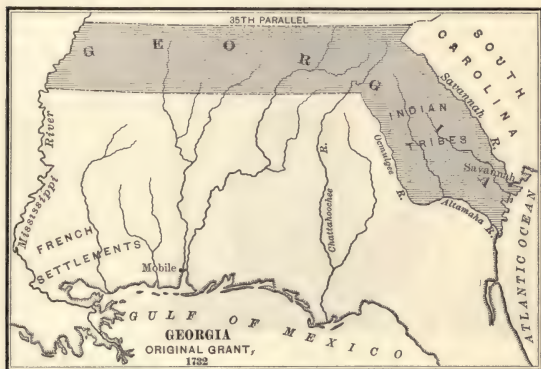 35TH PARALLEL
GEORGIA
SOUTH
CAROLINA
Savannah R.
INDIAN
TRIBES
Savannah
Ocmulgee R.
Altamaha R.
Chattahoochee R.
Mississippi River
FRENCH
SETTLEMENTS
Mobile
ATLANTIC OCEAN
GULF OF MEXICO
GEORGIA
ORIGINAL GRANT,
1732